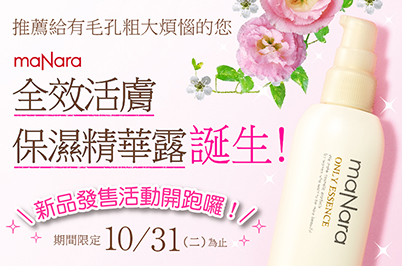 推薦給有毛孔粗大煩惱的您
maNara
全效活膚
保濕精華露誕生!
新品發售活動開跑囉!
期間限定 10/31(二)為止
maNara
ONLY ESSENCE